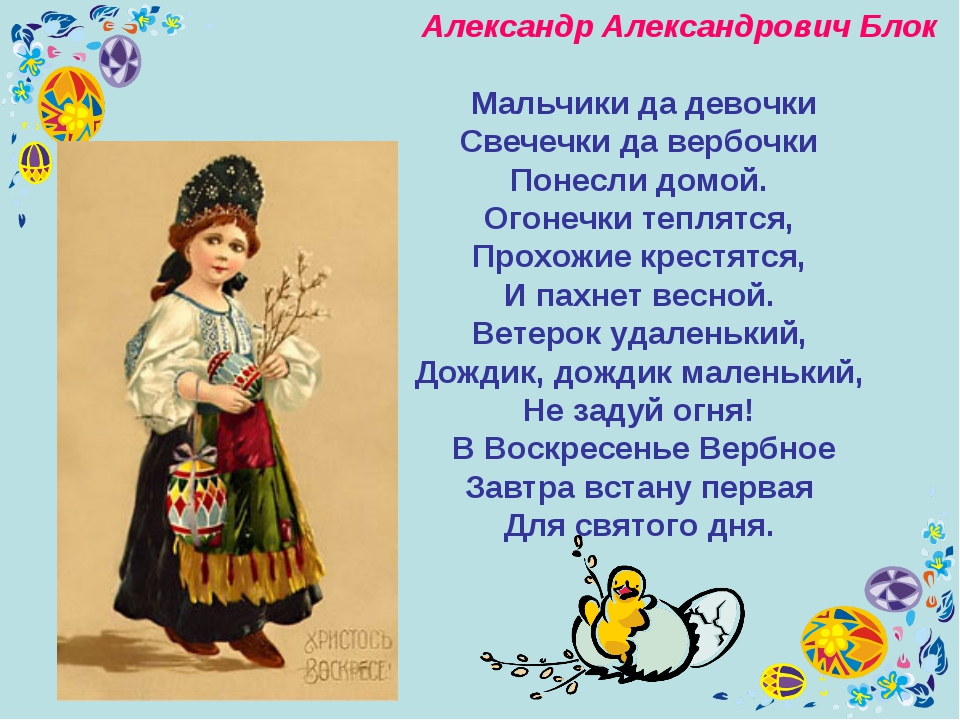 Александр Александрович Блок
Мальчики да девочки
Свечечки да вербочки
Понесли домой.
Огонечки теплятся,
Прохожие крестятся,
И пахнет весной.
Ветерок удаленький,
Дождик, дождик маленький,
Не задуй огня!
В Воскресенье Вербное
Завтра встану первая
Для святого дня.
ХРИСТОСЪ
ВОСКРЕСЕ!